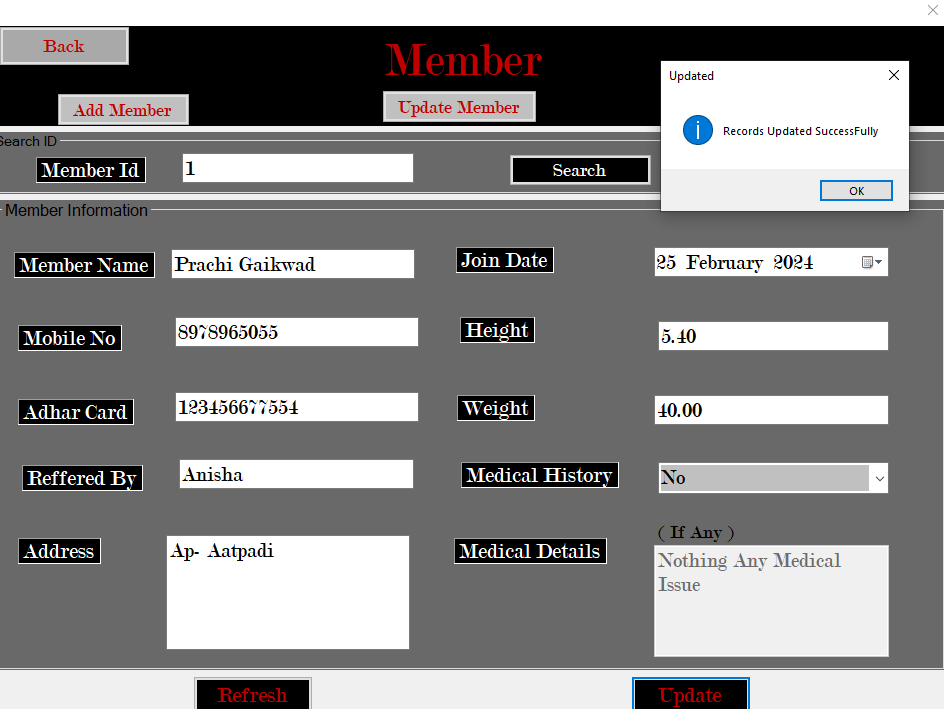 Back
Member
Add Member
Update Member
Updated
Records Updated SuccessFully
OK
Search ID
Member Id
1
Search
Member Information
Member Name
Prachi Gaikwad
Join Date
25 February 2024
Mobile No
8978965055
Height
5.40
Adhar Card
123456677554
Weight
40.00
Reffered By
Anisha
Medical History
No
Address
Ap- Aatpadi
Medical Details
( If Any )
Nothing Any Medical
Issue
Refresh
Update